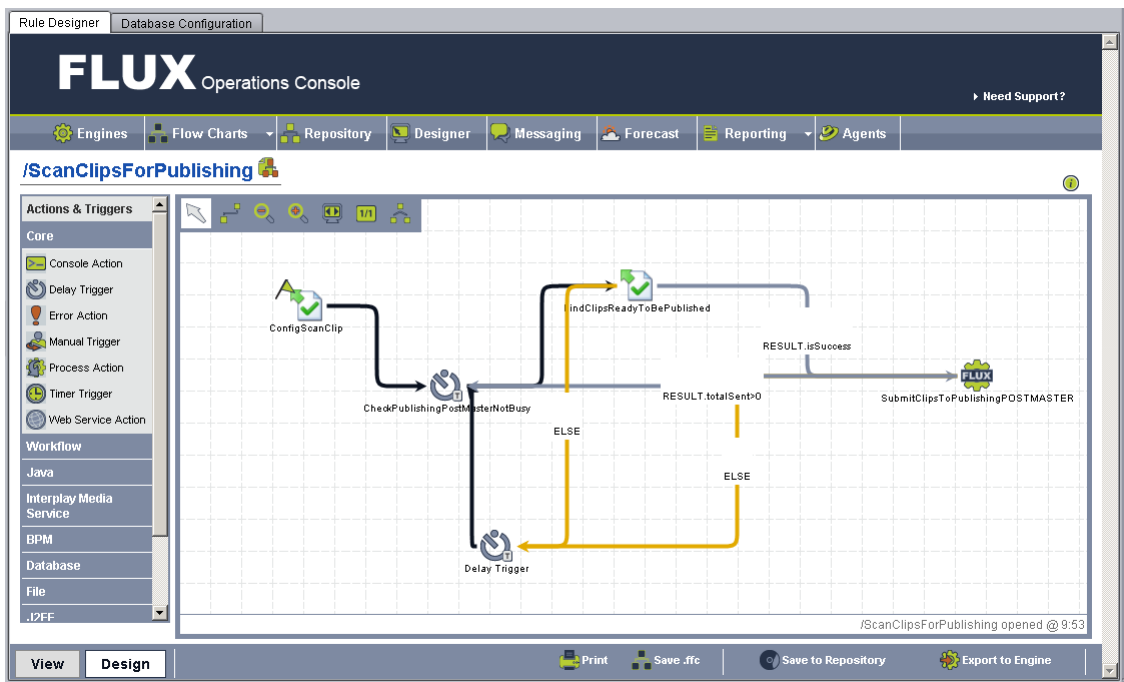 Rule Designer Database Configuration
FLUX Operations Console
Need Support?
Engines Flow Charts Repository Designer Messaging Forecast Reporting Agents
/ScanClipsForPublishing
Actions & Triggers
Core
Console Action
Delay Trigger
Error Action
Manual Trigger
Process Action
Timer Trigger
Web Service Action
Workflow
Java
Interplay Media
Service
BPM
Database
File
J2EE
1/1
ConfigScanClip
FindClipsReadyToBePublished
RESULT.isSuccess
FLUX
SubmitClipsToPublishingPOSTMASTER
CheckPublishingPostMasterNotBusy
RESULT.totalSent>0
ELSE
ELSE
Delay Trigger
/ScanClipsForPublishing opened @ 9:53
View Design
Print Save .ffc Save to Repository Export to Engine